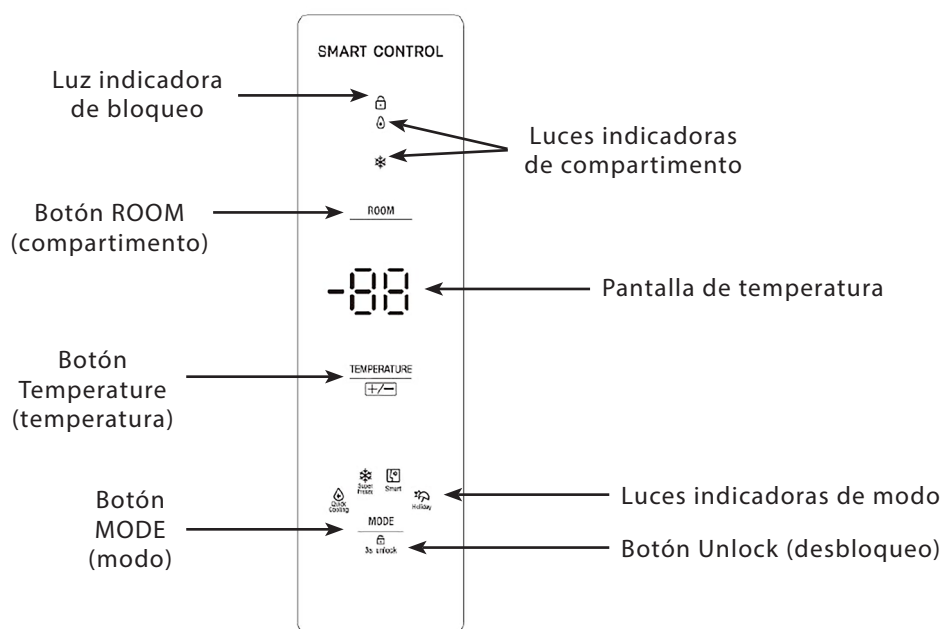 SMART CONTROL
Luz indicadora
de bloqueo
Luces indicadoras
de compartimento
Botón ROOM
(compartimento)
ROOM
-88
Pantalla de temperatura
Botón
Temperature
(temperatura)
TEMPERATURE
+/-
Quick
Cooling
Super
Freeze
Smart
Holiday
Luces indicadoras de modo
Botón
MODE
(modo)
MODE
3s unlock
Botón Unlock (desbloqueo)